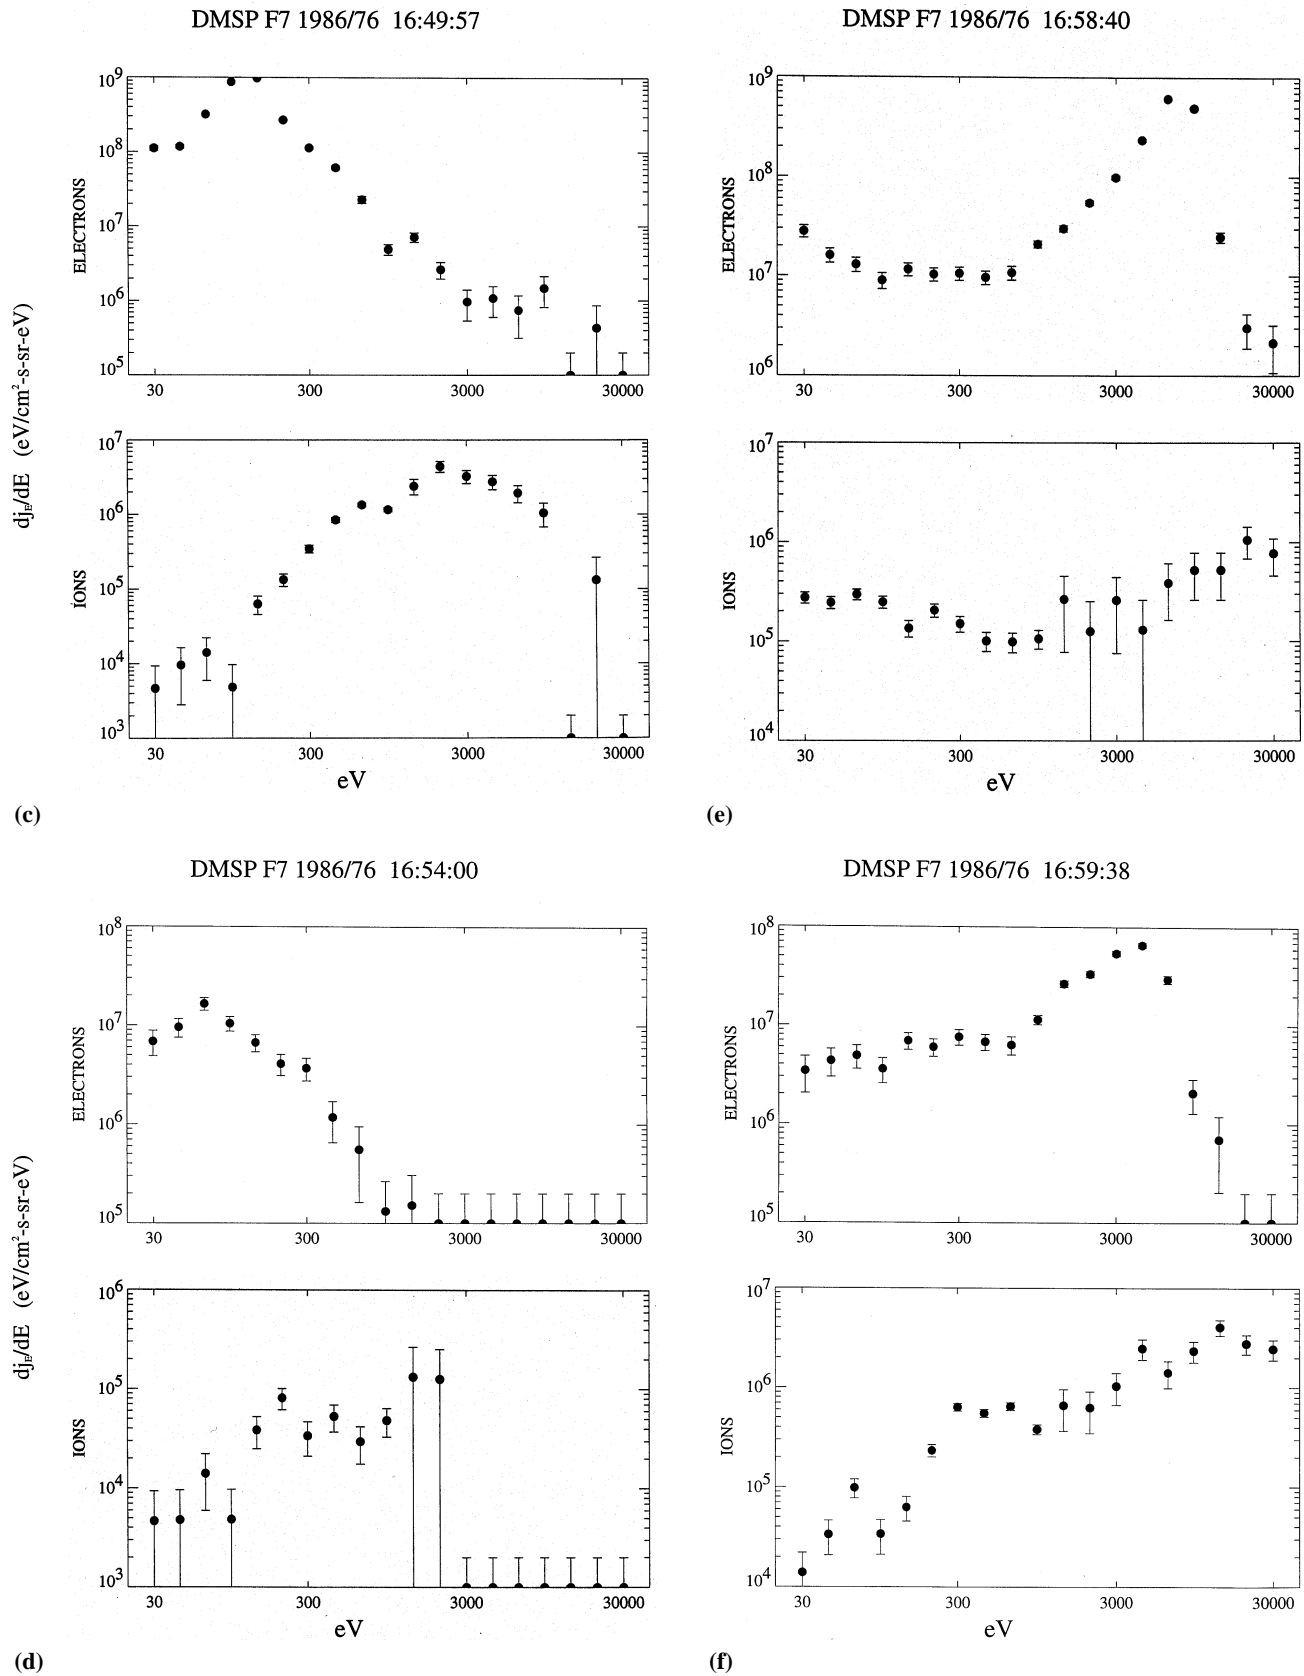 DMSP F7 1986/76 16:49:57
10⁹
10⁸
10⁷
10⁶
10⁵
ELECTRONS
30 300 3000 30000
10⁷
10⁶
10⁵
10⁴
10³
IONS
30 300 3000 30000
eV
djE/dE (eV/cm²-s-sr-eV)
(c)
DMSP F7 1986/76 16:58:40
10⁹
10⁸
10⁷
10⁶
ELECTRONS
30 300 3000 30000
10⁷
10⁶
10⁵
10⁴
IONS
30 300 3000 30000
eV
(e)
DMSP F7 1986/76 16:54:00
10⁸
10⁷
10⁶
10⁵
ELECTRONS
30 300 3000 30000
10⁶
10⁵
10⁴
10³
IONS
30 300 3000 30000
eV
djE/dE (eV/cm²-s-sr-eV)
(d)
DMSP F7 1986/76 16:59:38
10⁸
10⁷
10⁶
10⁵
ELECTRONS
30 300 3000 30000
10⁷
10⁶
10⁵
10⁴
IONS
30 300 3000 30000
eV
(f)